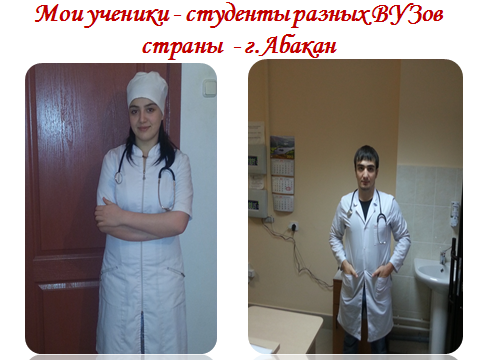 Мои ученики - студенты разных ВУЗов
страны - г. Абакан